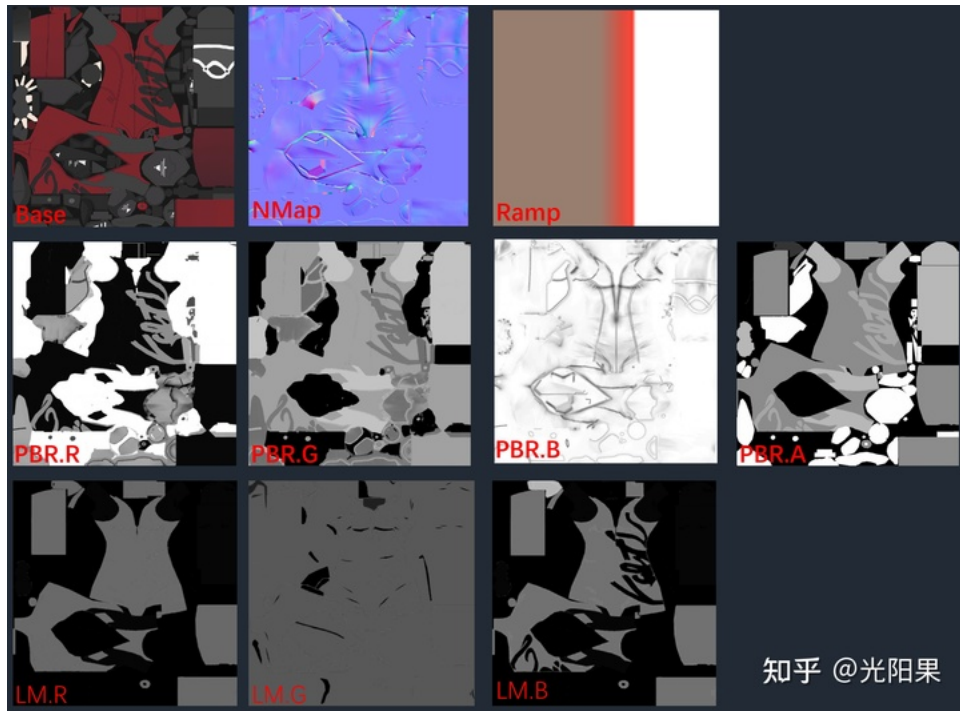 Base
NMap
Ramp
PBR.R
PBR.G
PBR.B
PBR.A
LM.R
LM.G
LM.B
知乎 @光阳果